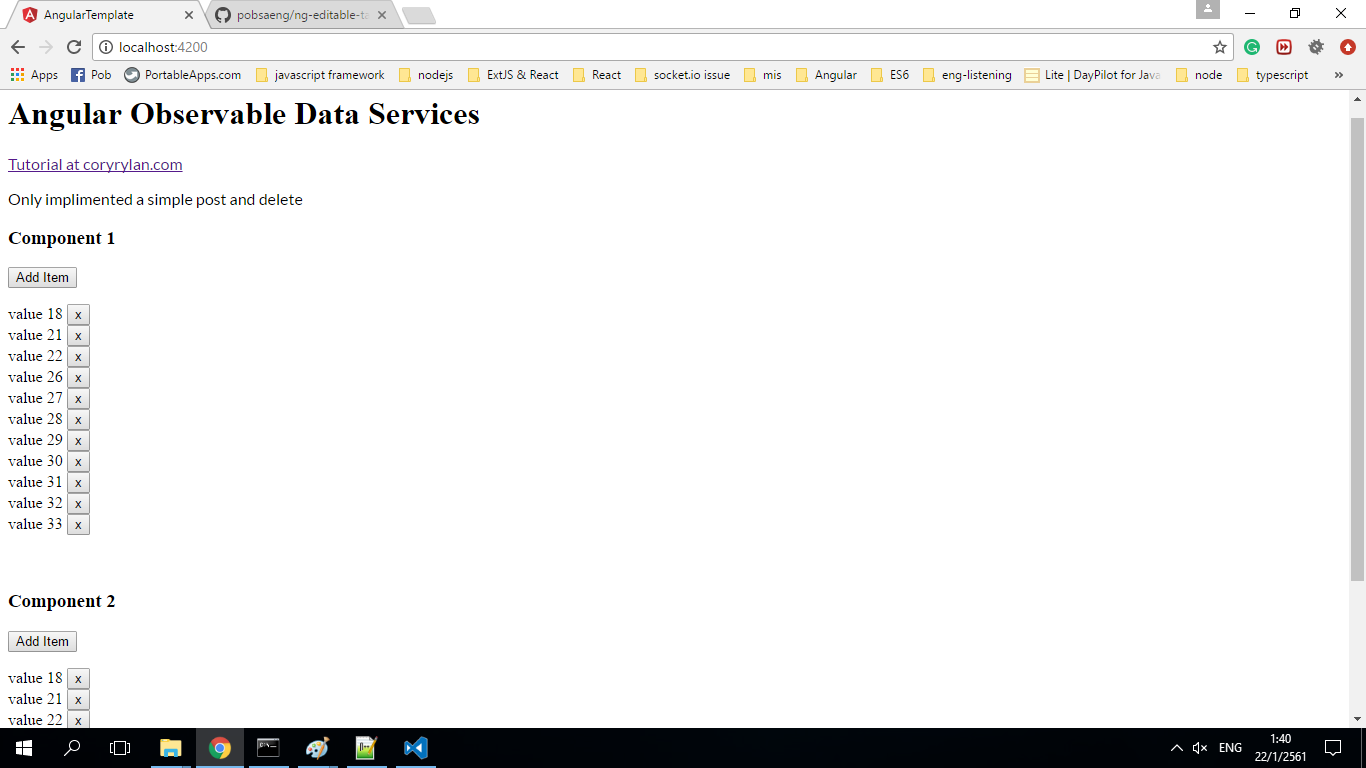 AngularTemplate
pobsaeng/ng-editable-ta
localhost:4200
Apps
Pob
PortableApps.com
javascript framework
nodejs
ExtJS & React
React
socket.io issue
mis
Angular
ES6
eng-listening
Lite | DayPilot for Java
node
typescript
»
Angular Observable Data Services
Tutorial at coryrylan.com
Only implimented a simple post and delete
Component 1
Add Item
value 18 x
value 21 x
value 22 x
value 26 x
value 27 x
value 28 x
value 29 x
value 30 x
value 31 x
value 32 x
value 33 x
Component 2
Add Item
value 18 x
value 21 x
value 22 x
ENG
1:40
22/1/2561